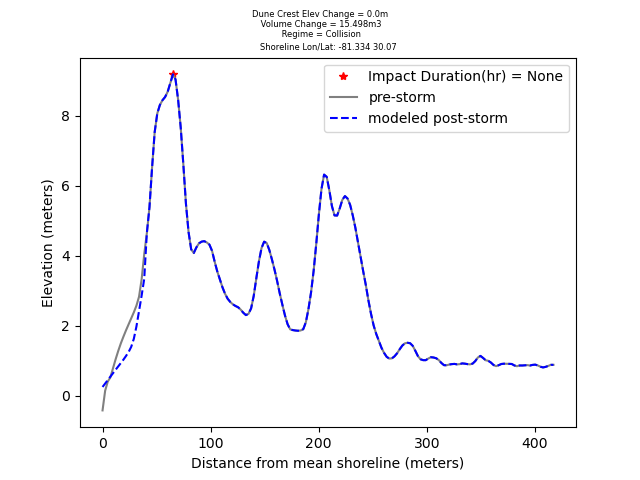 Dune Crest Elev Change = 0.0m
Volume Change = 15.498m3
Regime = Collision
Shoreline Lon/Lat: -81.334 30.07
Impact Duration(hr) = None
pre-storm
modeled post-storm
Elevation (meters)
8
6
4
2
0
0 100 200 300 400
Distance from mean shoreline (meters)